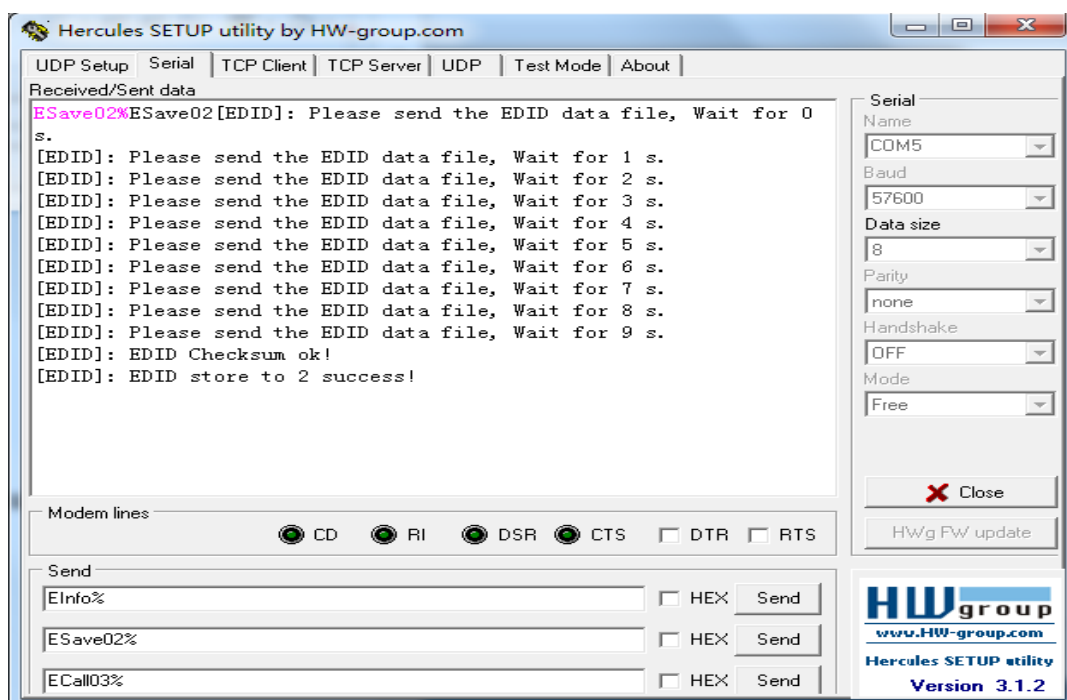 Hercules SETUP utility by HW-group.com
UDP Setup Serial TCP Client TCP Server UDP Test Mode About
Received/Sent data
ESave02%ESave02[EDID]: Please send the EDID data file, Wait for 0
s.
[EDID]: Please send the EDID data file, Wait for 1 s.
[EDID]: Please send the EDID data file, Wait for 2 s.
[EDID]: Please send the EDID data file, Wait for 3 s.
[EDID]: Please send the EDID data file, Wait for 4 s.
[EDID]: Please send the EDID data file, Wait for 5 s.
[EDID]: Please send the EDID data file, Wait for 6 s.
[EDID]: Please send the EDID data file, Wait for 7 s.
[EDID]: Please send the EDID data file, Wait for 8 s.
[EDID]: Please send the EDID data file, Wait for 9 s.
[EDID]: EDID Checksum ok!
[EDID]: EDID store to 2 success!
Serial
Name
COM5
Baud
57600
Data size
8
Parity
none
Handshake
OFF
Mode
Free
Close
HWg FW update
Modem lines
CD RI DSR CTS DTR RTS
Send
EInfo% HEX Send
ESave02% HEX Send
ECall03% HEX Send
HW group
www.HW-group.com
Hercules SETUP utility
Version 3.1.2